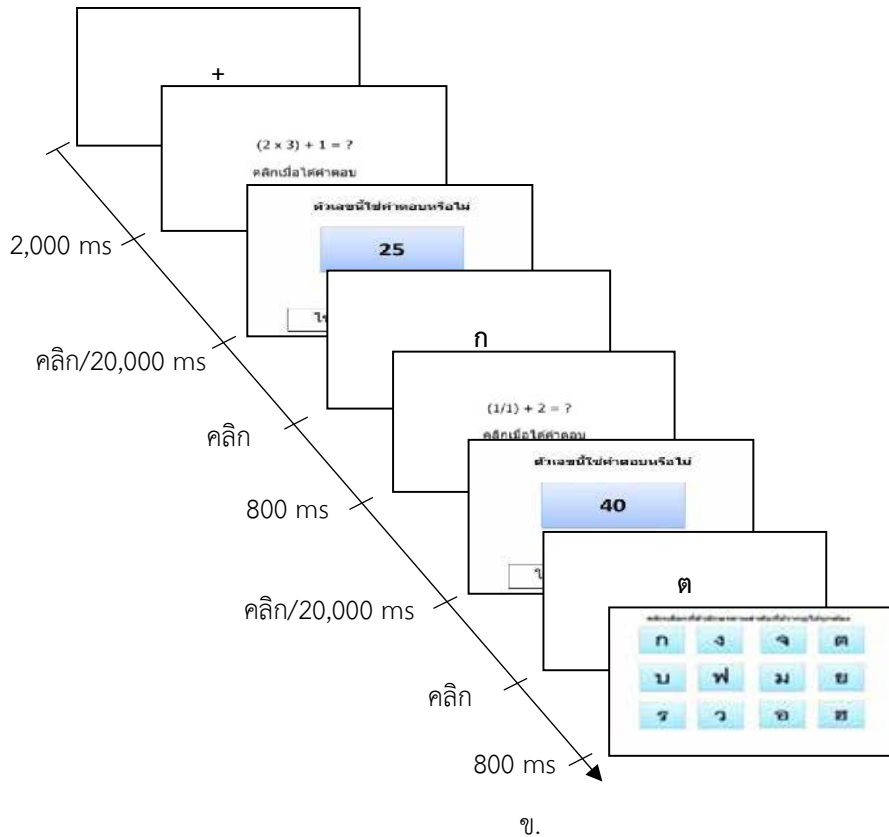 +
(2 x 3) + 1 = ?
คลิกเมื่อได้คำตอบ
ตัวเลขนี้ใช่คำตอบหรือไม่
25
2,000 ms
ก
คลิก/20,000 ms
(1/1) + 2 = ?
คลิกเมื่อได้คำตอบ
คลิก
ตัวเลขนี้ใช่คำตอบหรือไม่
40
800 ms
ต
คลิก/20,000 ms
ก ง จ ต
บ ฟ ม ย
ร ว อ ฮ
คลิก
800 ms
ข.